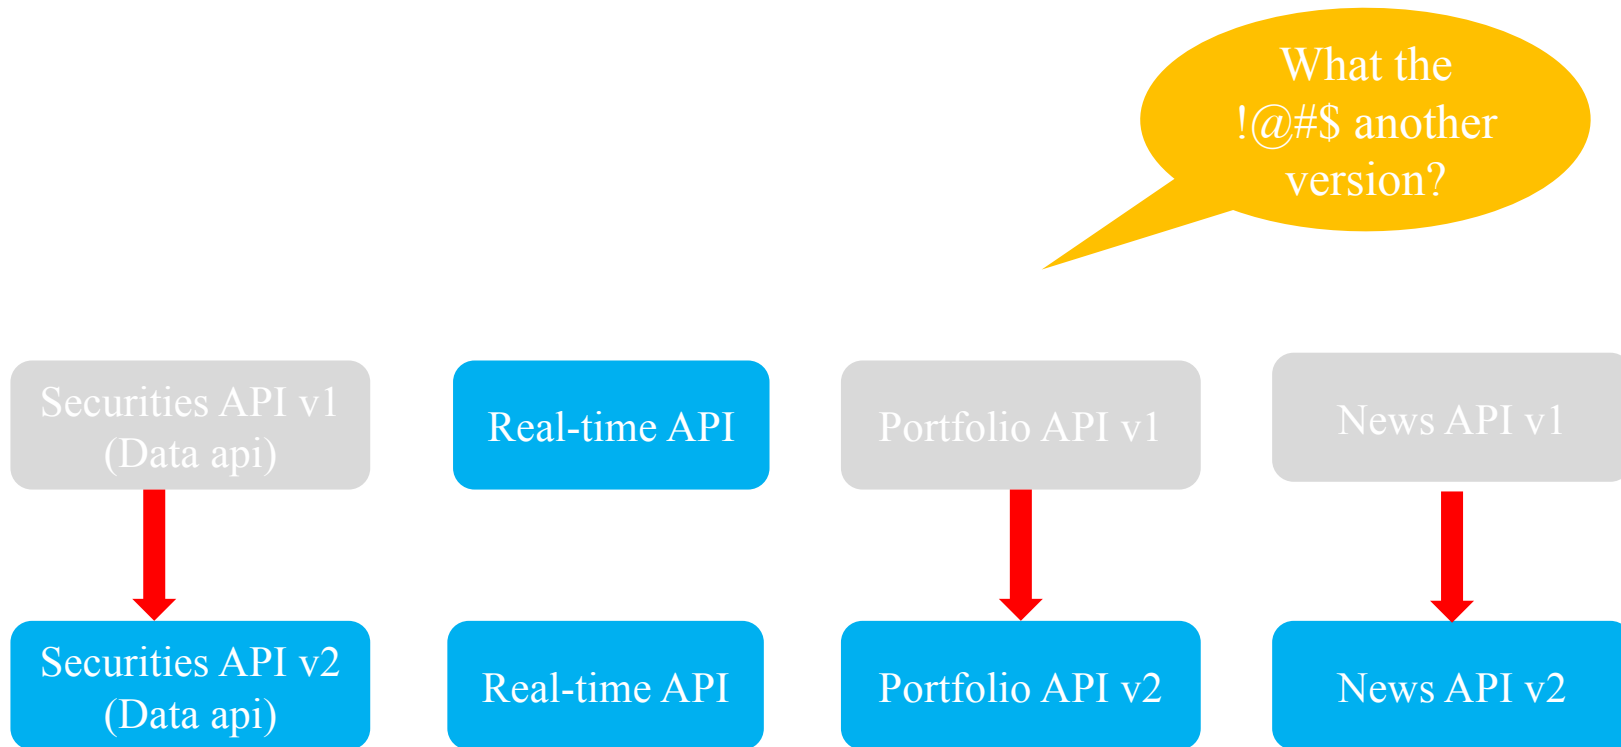 What the
!@#$ another
version?
Securities API v1
(Data api)
Real-time API
Portfolio API v1
News API v1
Securities API v2
(Data api)
Real-time API
Portfolio API v2
News API v2